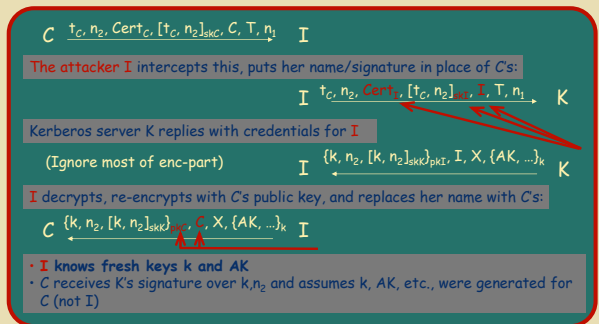 C t_C, n_2, Cert_C, [t_C, n_2]_skC, C, T, n_1 I
The attacker I intercepts this, puts her name/signature in place of C's:
I t_C, n_2, Cert_I, [t_C, n_2]_skI, I, T, n_1 K
Kerberos server K replies with credentials for I
(Ignore most of enc-part) I {k, n_2, [k, n_2]_skK}_pkI, I, X, {AK, …}_k K
I decrypts, re-encrypts with C's public key, and replaces her name with C's:
C {k, n_2, [k, n_2]_skK}_pkC, C, X, {AK, …}_k I
• I knows fresh keys k and AK
• C receives K's signature over k,n_2 and assumes k, AK, etc., were generated for
C (not I)